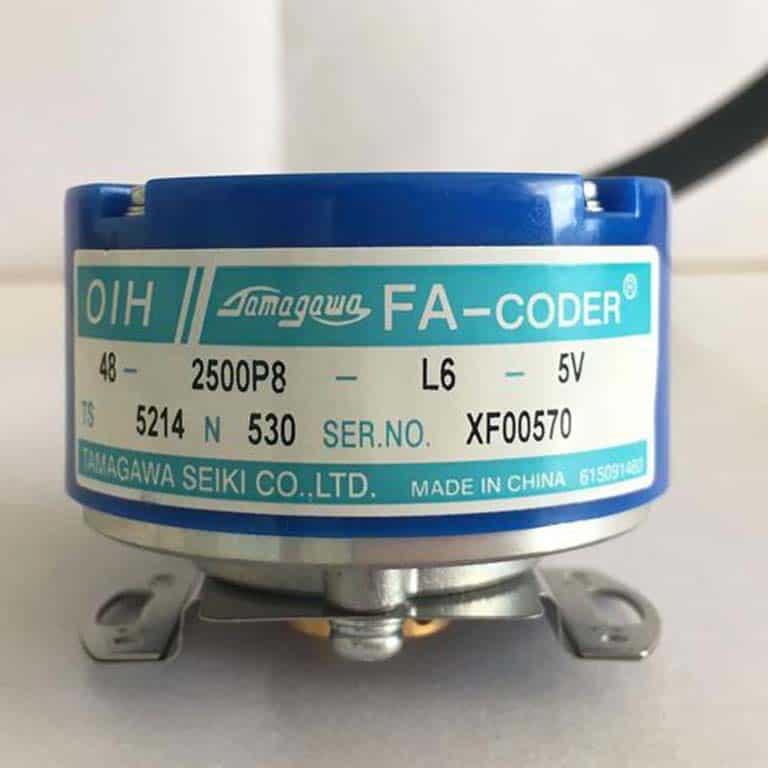 OIH // Tamagawa FA-CODER®
48 - 2500P8 - L6 - 5V
TS 5214 N 530 SER.NO. XF00570
TAMAGAWA SEIKI CO.,LTD. MADE IN CHINA 615091460